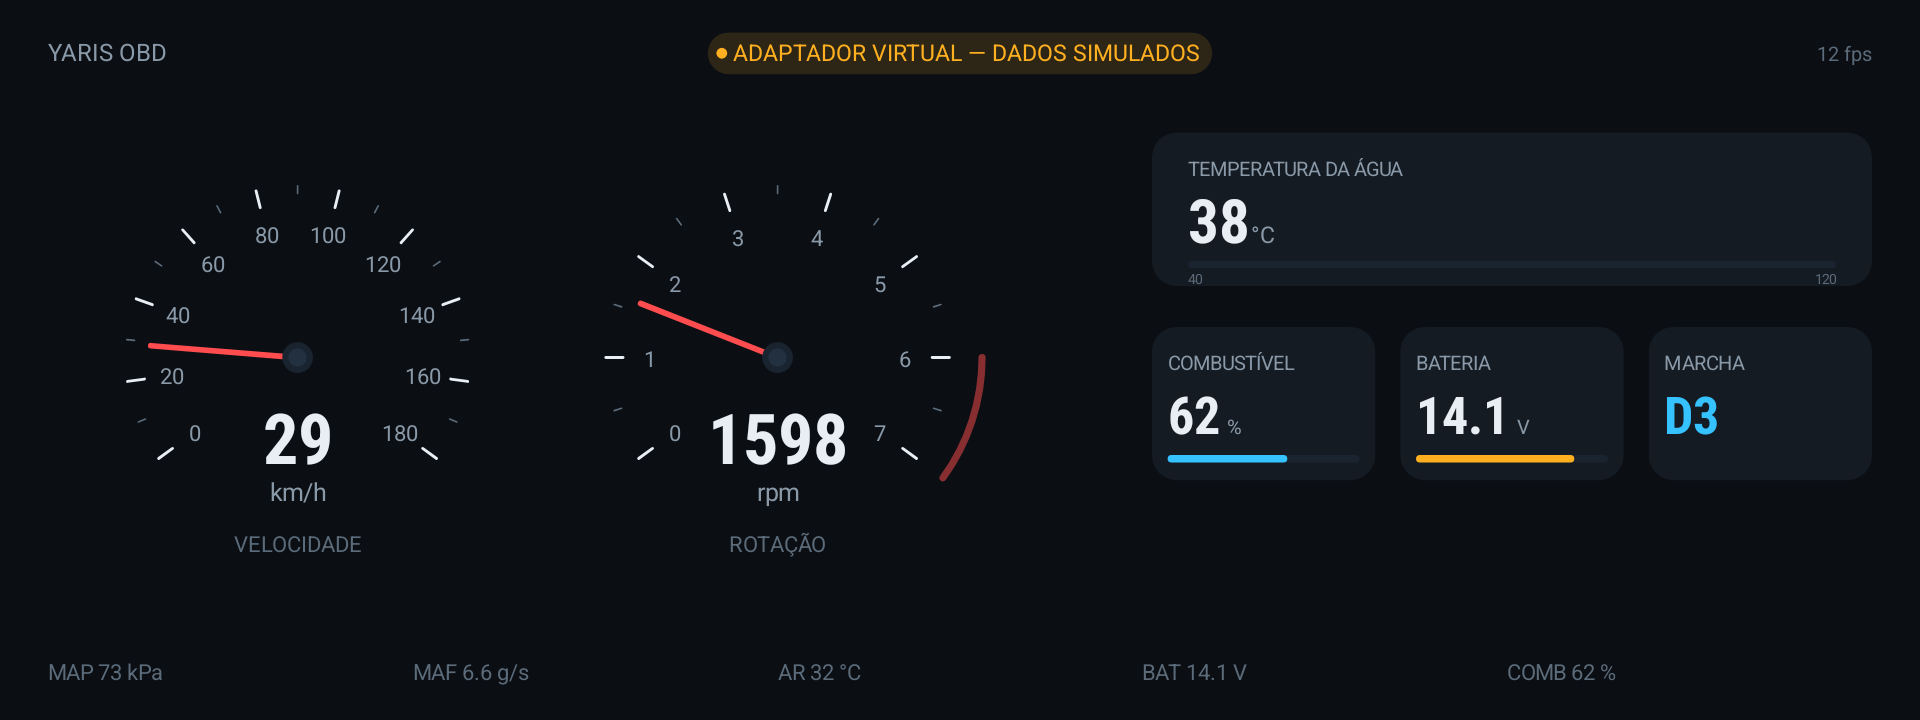 YARIS OBD
ADAPTADOR VIRTUAL — DADOS SIMULADOS
12 fps
0
20
40
60
80
100
120
140
160
180
29
km/h
VELOCIDADE
0
1
2
3
4
5
6
7
1598
rpm
ROTAÇÃO
TEMPERATURA DA ÁGUA
38 °C
40 120
COMBUSTÍVEL
62 %
BATERIA
14.1 V
MARCHA
D3
MAP 73 kPa
MAF 6.6 g/s
AR 32 °C
BAT 14.1 V
COMB 62 %